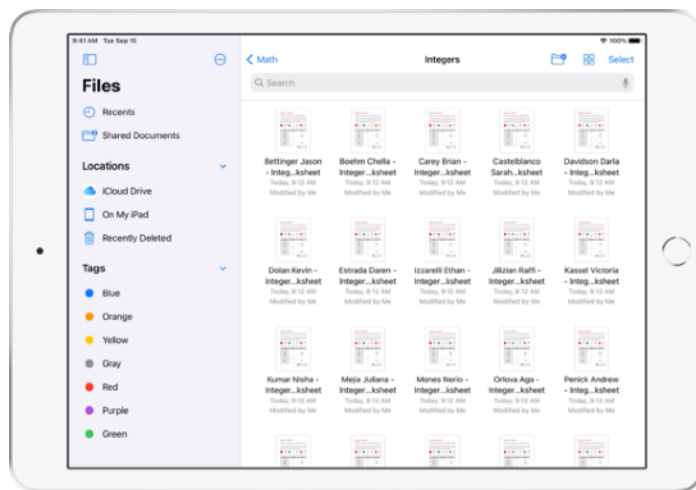 9:41 AM Tue Sep 15
100%
Files
Recents
Shared Documents
Locations
iCloud Drive
On My iPad
Recently Deleted
Tags
Blue
Orange
Yellow
Gray
Red
Purple
Green
Math
Integers
Select
Search
Bettinger Jason
- Integ...ksheet
Today, 9:12 AM
Modified by Me
Boehm Chella -
Integer...ksheet
Today, 9:12 AM
Modified by Me
Carey Brian -
Integer...ksheet
Today, 9:12 AM
Modified by Me
Castelblanco
Sarah...ksheet
Today, 9:12 AM
Modified by Me
Davidson Darla
- Integ...ksheet
Today, 9:12 AM
Modified by Me
Dolan Kevin -
Integer...ksheet
Today, 9:12 AM
Modified by Me
Estrada Daren -
Integer...ksheet
Today, 9:12 AM
Modified by Me
Izzarelli Ethan -
Integer...ksheet
Today, 9:12 AM
Modified by Me
Jillizian Raffi -
Integer...ksheet
Today, 9:12 AM
Modified by Me
Kassel Victoria
- Integ...ksheet
Today, 9:12 AM
Modified by Me
Kumar Nisha -
Integer...ksheet
Today, 9:12 AM
Modified by Me
Mejia Juliana -
Integer...ksheet
Today, 9:12 AM
Modified by Me
Mones Nerio -
Integer...ksheet
Today, 9:12 AM
Modified by Me
Orlova Aga -
Integer...ksheet
Today, 9:12 AM
Modified by Me
Penick Andrew
- Integ...ksheet
Today, 9:12 AM
Modified by Me